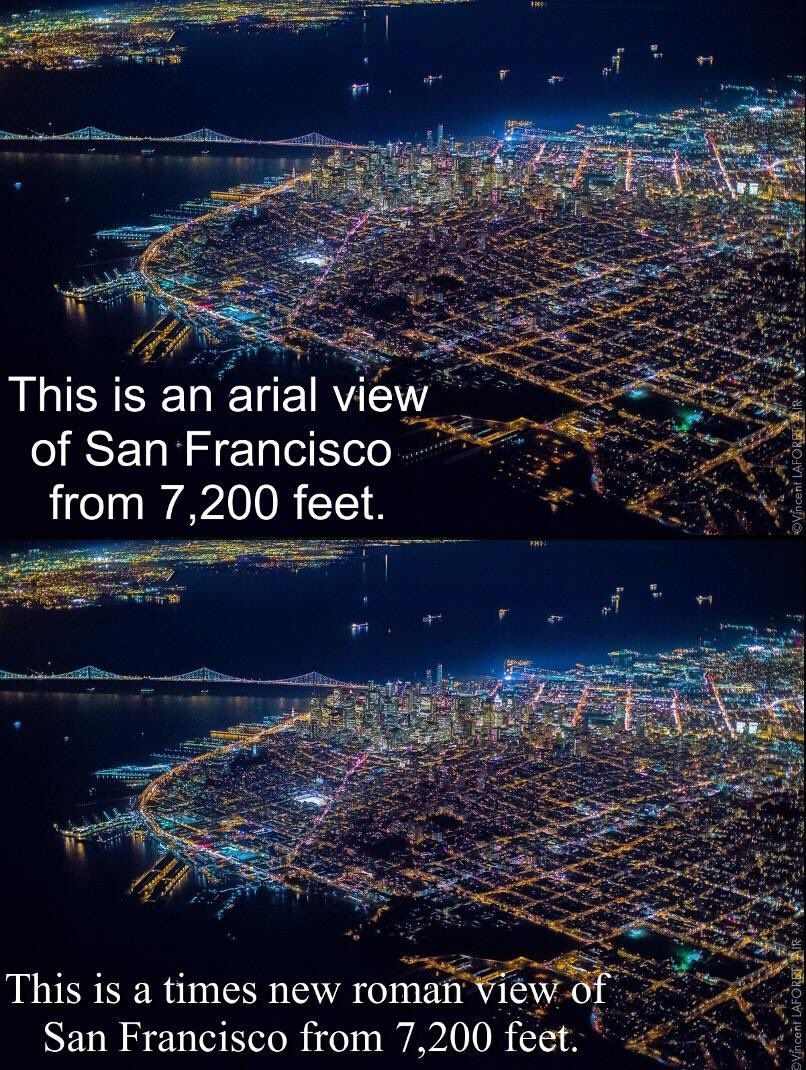 This is an arial view
of San Francisco
from 7,200 feet.
©Vincent LAFORET AIR
This is a times new roman view of
San Francisco from 7,200 feet.
©Vincent LAFORET AIR